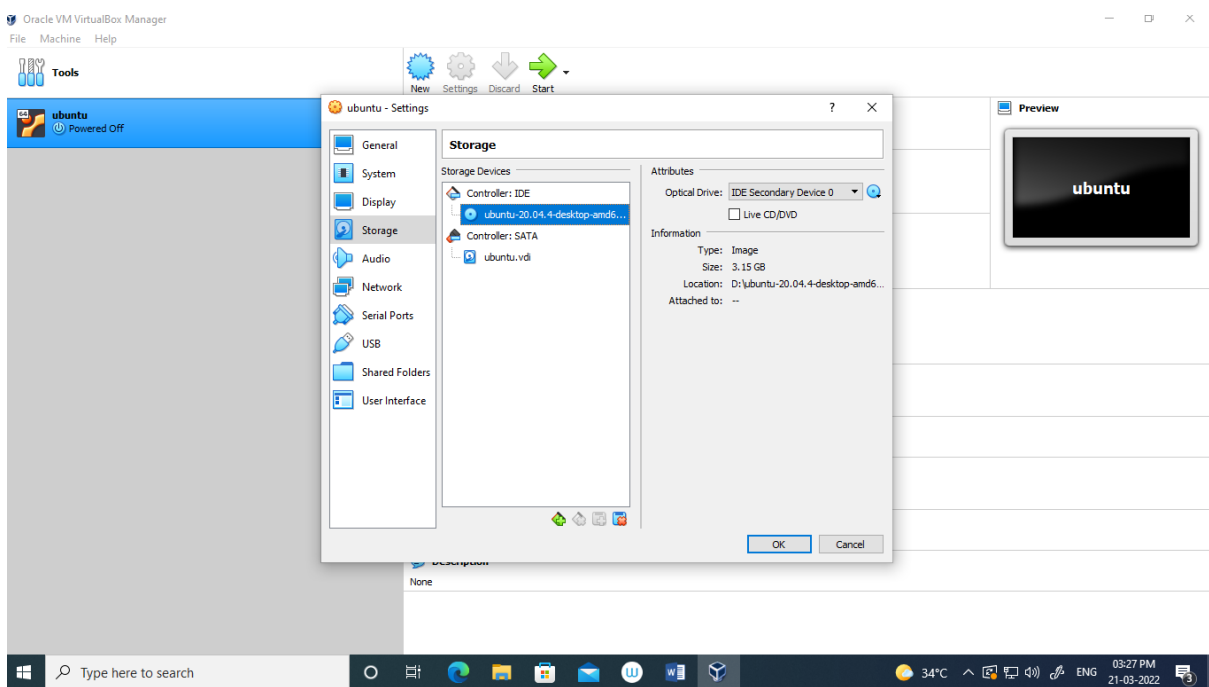 Oracle VM VirtualBox Manager
File Machine Help
Tools
New Settings Discard Start
64
ubuntu
Powered Off
ubuntu - Settings
?
General
System
Display
Storage
Audio
Network
Serial Ports
USB
Shared Folders
User Interface
Storage
Storage Devices
Controller: IDE
ubuntu-20.04.4-desktop-amd6...
Controller: SATA
ubuntu.vdi
Attributes
Optical Drive: IDE Secondary Device 0
Live CD/DVD
Information
Type: Image
Size: 3.15 GB
Location: D:\ubuntu-20.04.4-desktop-amd6...
Attached to: --
OK Cancel
Preview
ubuntu
Description
None
Type here to search
34°C
ENG
03:27 PM
21-03-2022
3